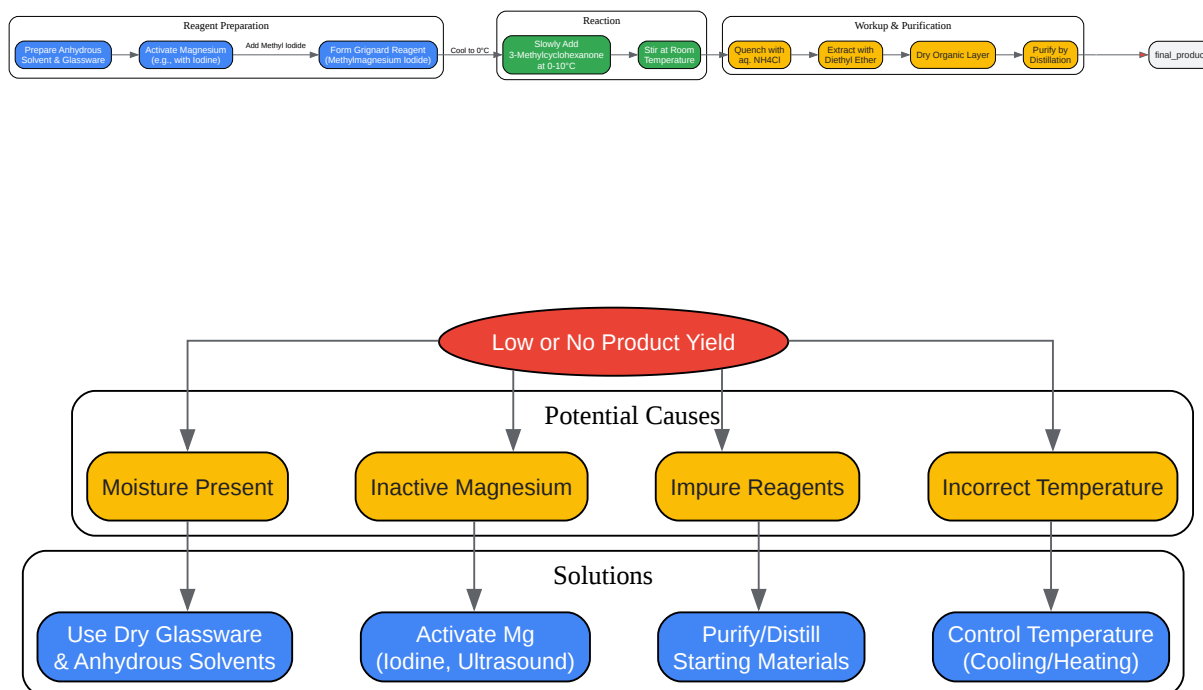 Reagent Preparation
Reaction
Workup & Purification
Prepare Anhydrous
Solvent & Glassware
Activate Magnesium
(e.g., with Iodine)
Add Methyl Iodide
Form Grignard Reagent
(Methylmagnesium Iodide)
Cool to 0°C
Slowly Add
3-Methylcyclohexanone
at 0-10°C
Stir at Room
Temperature
Quench with
aq. NH4Cl
Extract with
Diethyl Ether
Dry Organic Layer
Purify by
Distillation
final_produc
Low or No Product Yield
Potential Causes
Moisture Present
Inactive Magnesium
Impure Reagents
Incorrect Temperature
Solutions
Use Dry Glassware
& Anhydrous Solvents
Activate Mg
(Iodine, Ultrasound)
Purify/Distill
Starting Materials
Control Temperature
(Cooling/Heating)